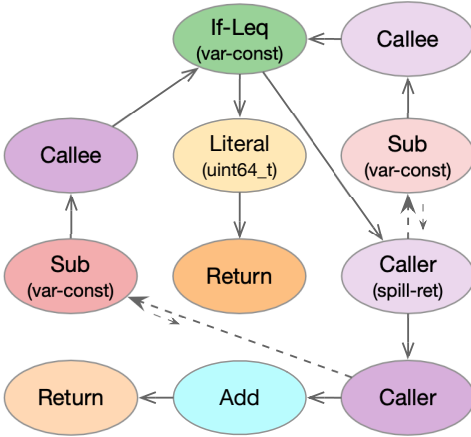 If-Leq
(var-const)
Callee
Callee
Literal
(uint64_t)
Sub
(var-const)
Sub
(var-const)
Return
Caller
(spill-ret)
Return
Add
Caller